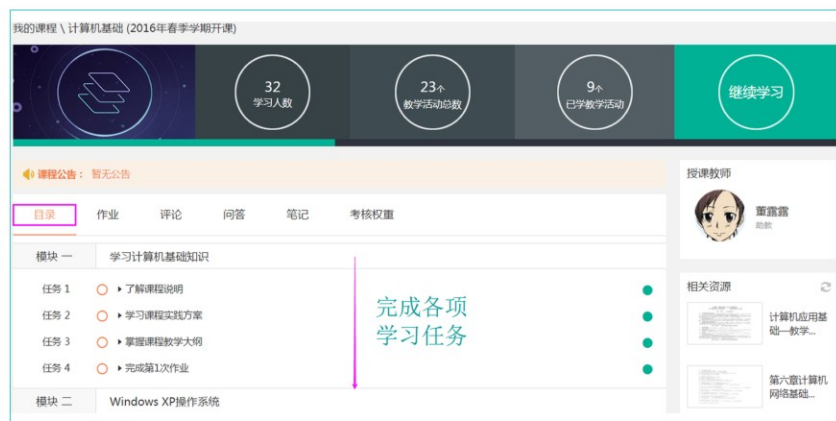 我的课程 \ 计算机基础 (2016年春季学期开课)
32
学习人数
23个
教学活动总数
9个
已学教学活动
继续学习
课程公告： 暂无公告
授课教师
董露露
助教
目录 作业 评论 问答 笔记 考核权重
模块 一 学习计算机基础知识
任务 1 了解课程说明
任务 2 学习课程实践方案
任务 3 掌握课程教学大纲
任务 4 完成第1次作业
模块 二 Windows XP操作系统
完成各项
学习任务
相关资源
计算机应用基
础—教学...
第六章计算机
网络基础...